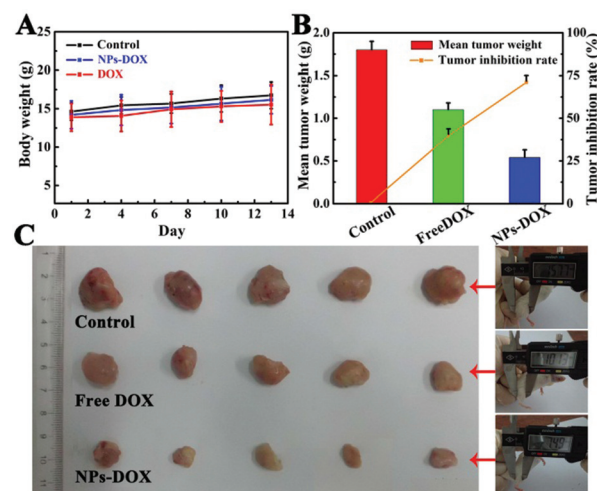 A
Body weight (g)
25
20
15
10
5
0 2 4 6 8 10 12 14
Day
Control
NPs-DOX
DOX
B
Mean tumor weight (g)
2.0
1.5
1.0
0.5
0.0
Mean tumor weight
Tumor inhibition rate
Control
FreeDOX
NPs-DOX
100
75
50
25
0
Tumor inhibition rate (%)
C
Control
Free DOX
NPs-DOX